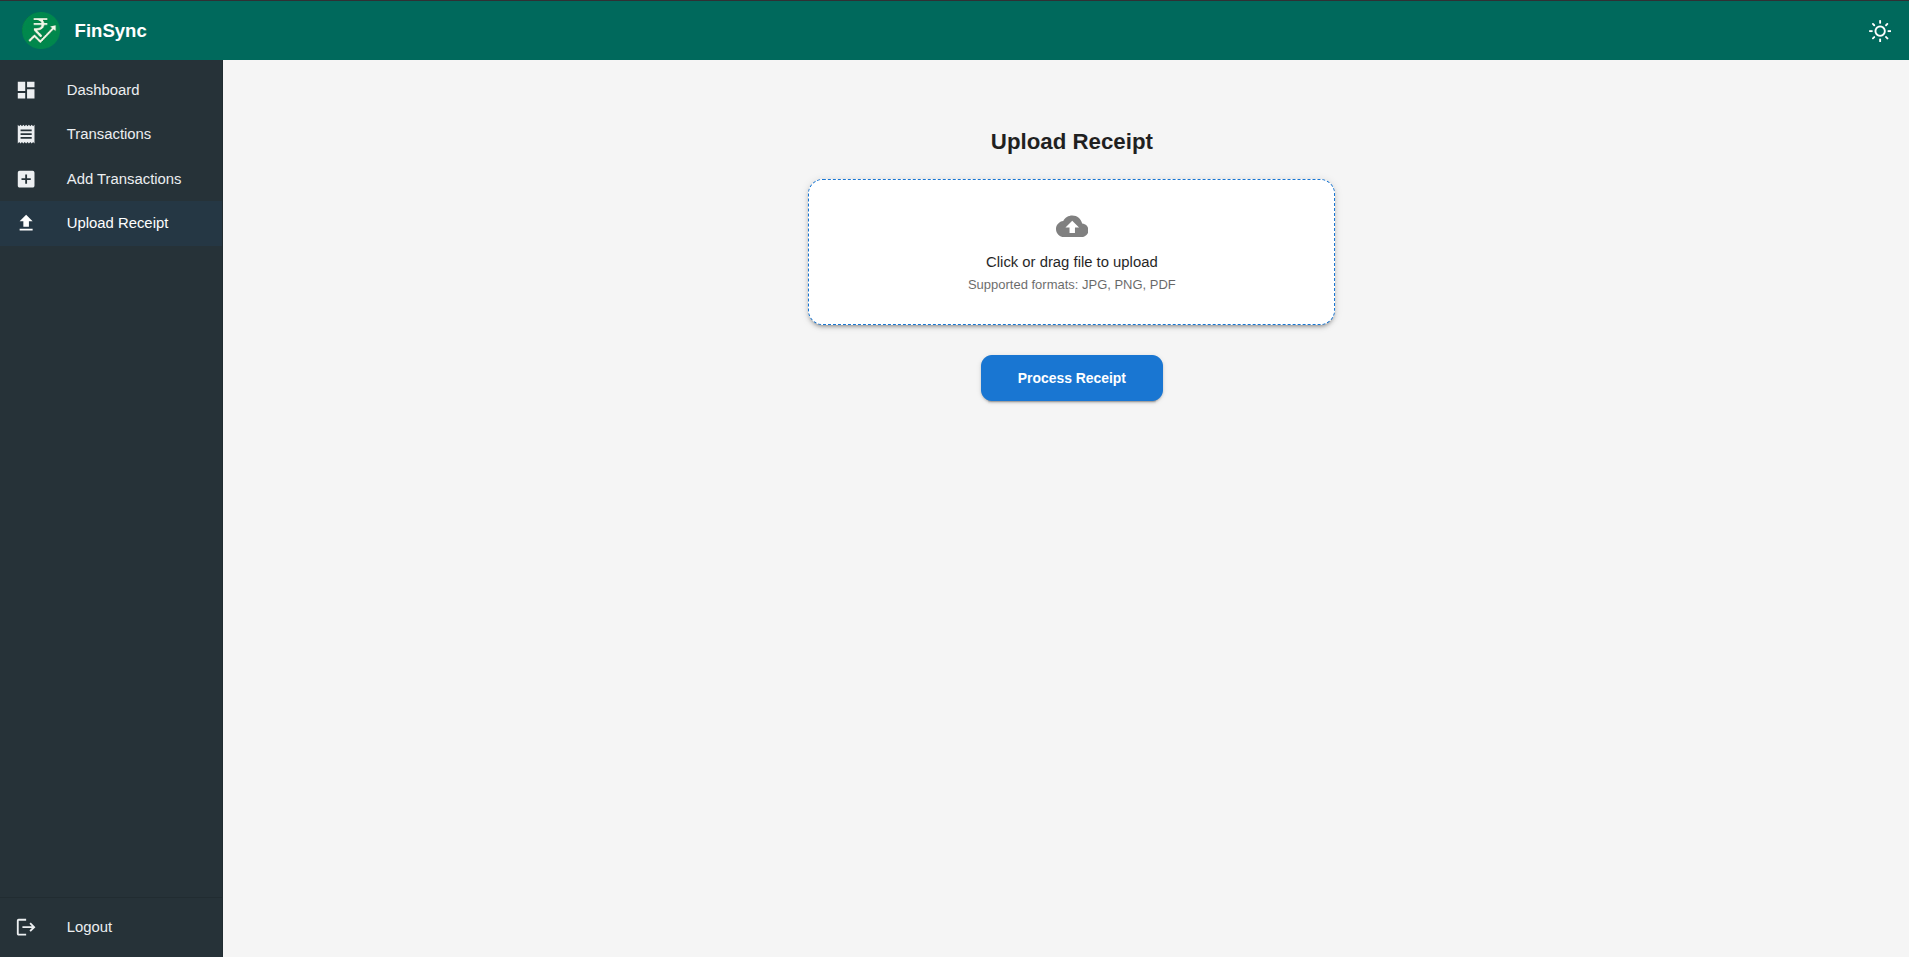 FinSync
Dashboard
Transactions
Add Transactions
Upload Receipt
Logout
Upload Receipt
Click or drag file to upload
Supported formats: JPG, PNG, PDF
Process Receipt